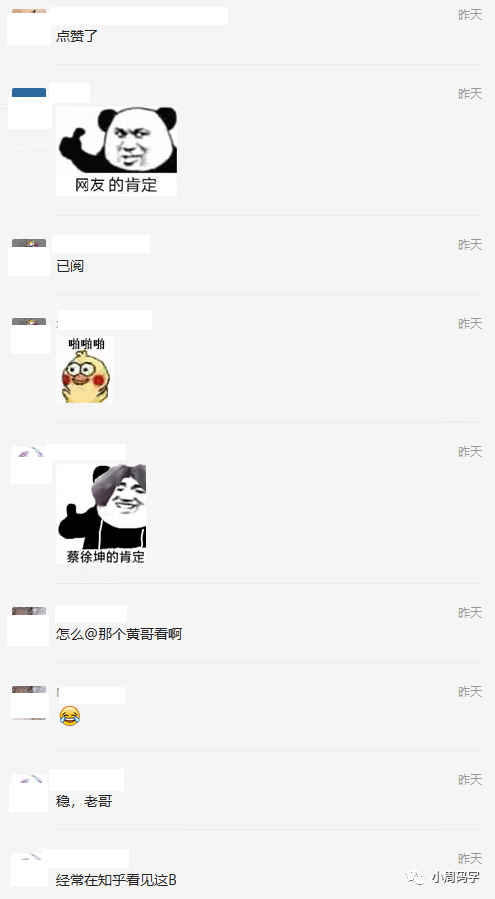 昨天
点赞了
昨天
网友的肯定
昨天
已阅
昨天
啪啪啪
昨天
蔡徐坤的肯定
昨天
怎么@那个黄哥看啊
昨天
昨天
稳，老哥
昨天
经常在知乎看见这B
小周码字